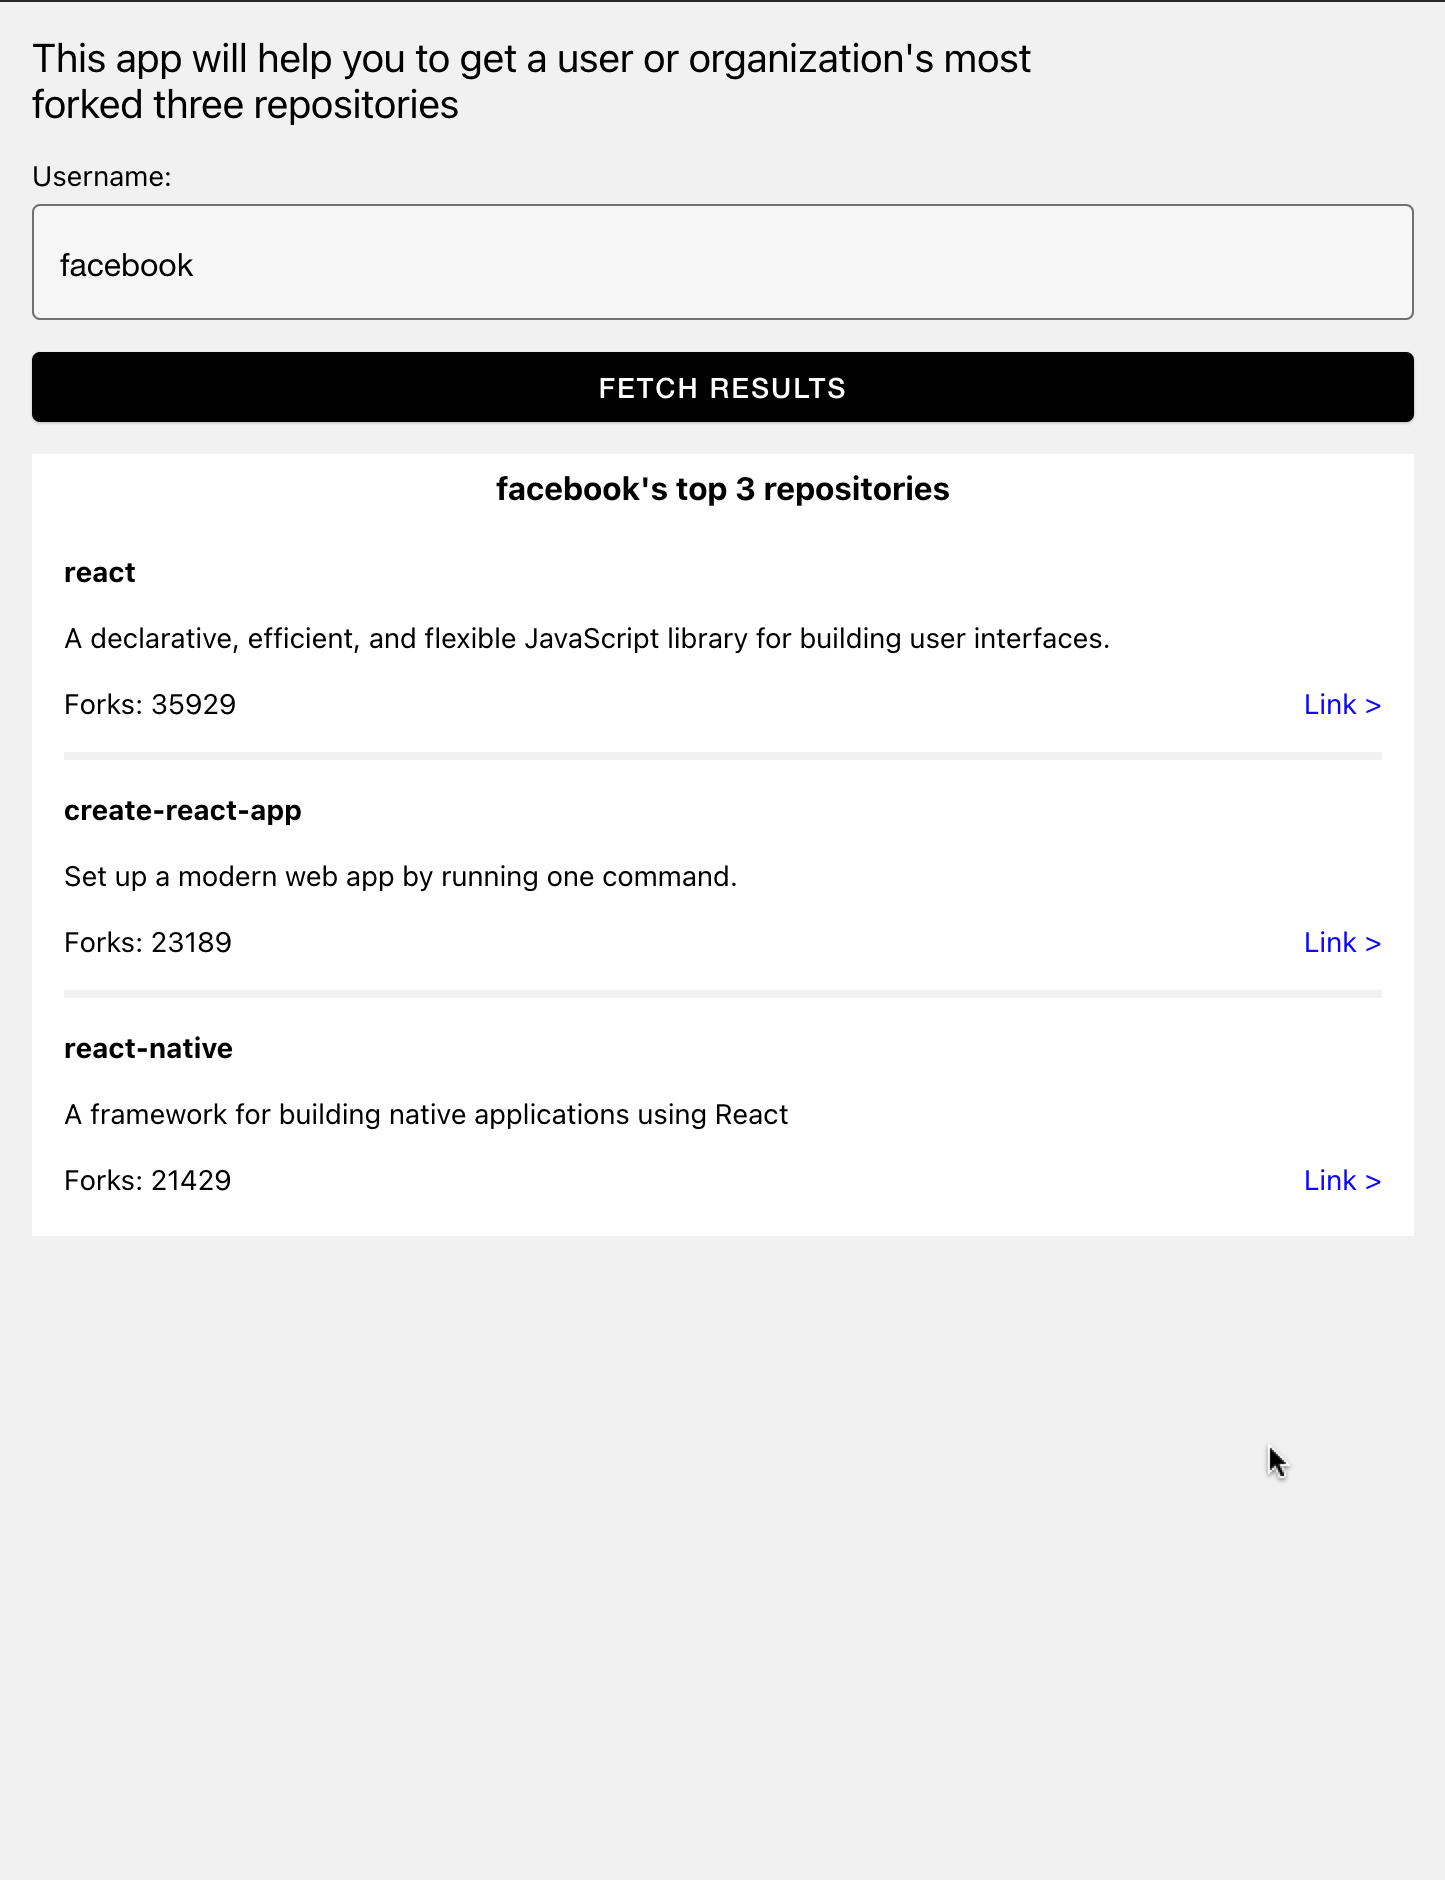 This app will help you to get a user or organization's most
forked three repositories
Username:
facebook
FETCH RESULTS
facebook's top 3 repositories
react
A declarative, efficient, and flexible JavaScript library for building user interfaces.
Forks: 35929 Link >
create-react-app
Set up a modern web app by running one command.
Forks: 23189 Link >
react-native
A framework for building native applications using React
Forks: 21429 Link >